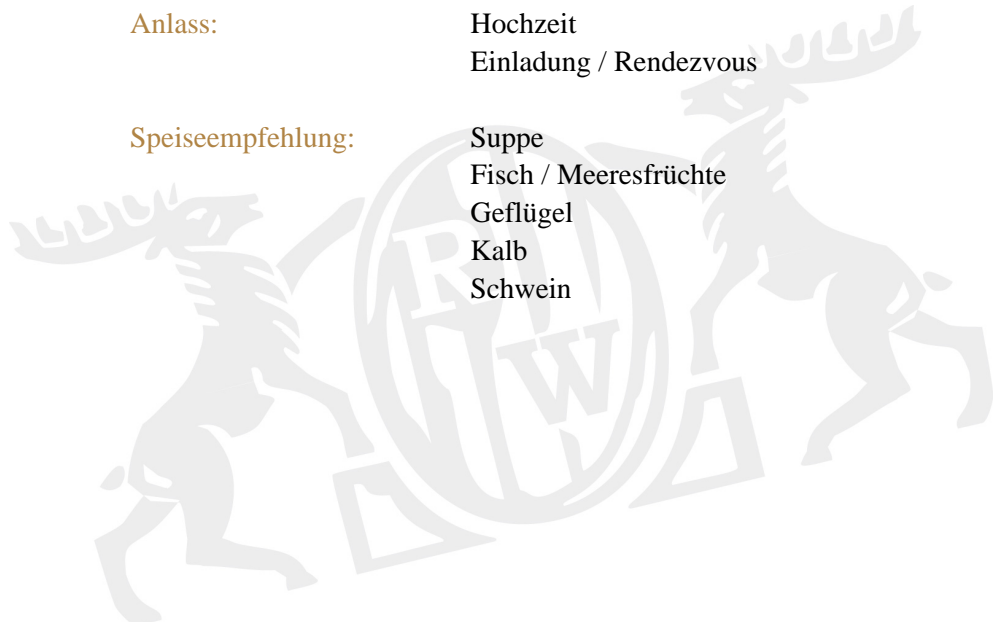 Anlass: Hochzeit
Einladung / Rendezvous
Speiseempfehlung: Suppe
Fisch / Meeresfrüchte
Geflügel
Kalb
Schwein
R
W